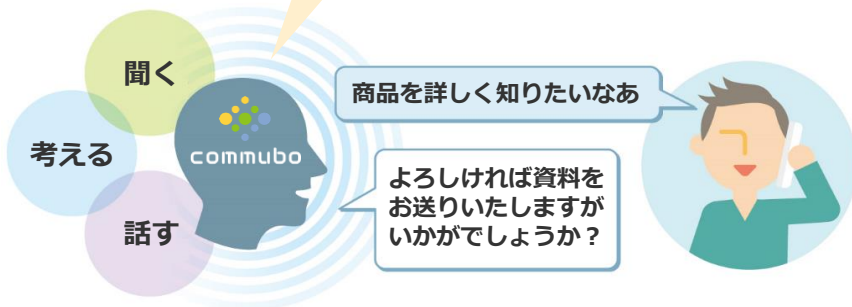 聞く
考える
話す
commubo
商品を詳しく知りたいなあ
よろしければ資料を
お送りいたしますが
いかがでしょうか？